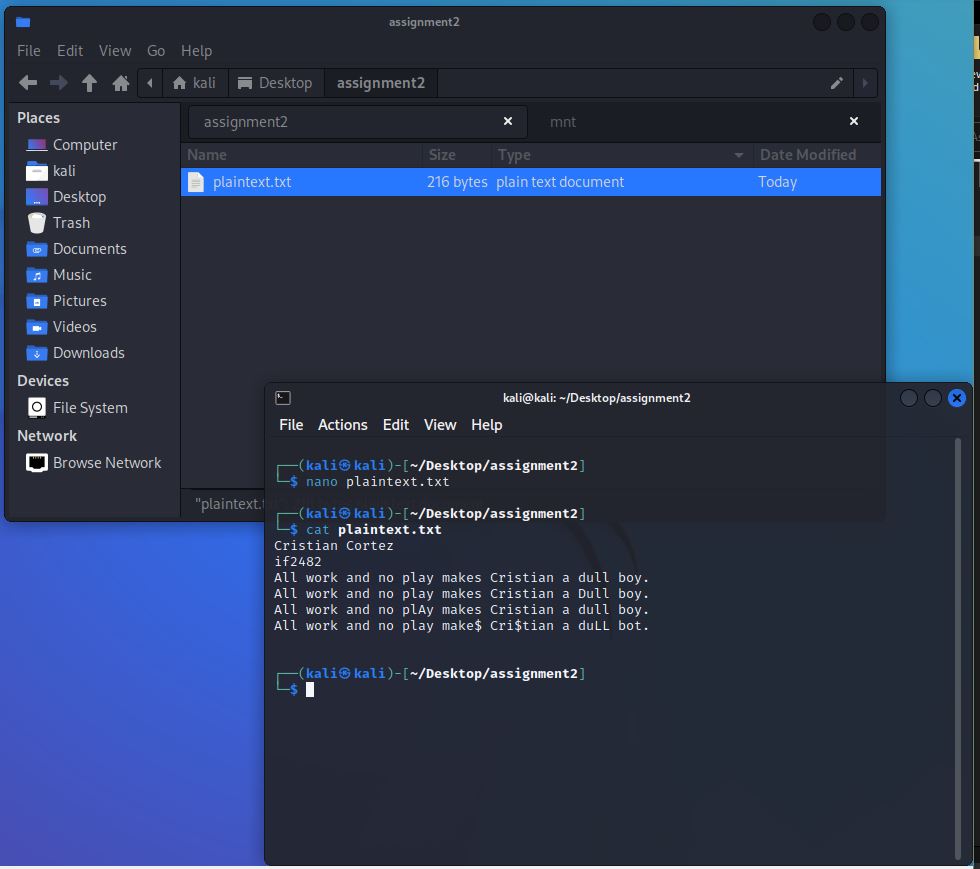 assignment2
File Edit View Go Help
kali Desktop assignment2
Places
Computer
kali
Desktop
Trash
Documents
Music
Pictures
Videos
Downloads
Devices
File System
Network
Browse Network
assignment2 mnt
Name Size Type Date Modified
plaintext.txt 216 bytes plain text document Today
"plaintext.
kali@kali: ~/Desktop/assignment2
File Actions Edit View Help
┌──(kali㉿kali)-[~/Desktop/assignment2]
└─$ nano plaintext.txt
┌──(kali㉿kali)-[~/Desktop/assignment2]
└─$ cat plaintext.txt
Cristian Cortez
if2482
All work and no play makes Cristian a dull boy.
All work and no plAy makes Cristian a Dull boy.
All work and no plAy makes Cristian a dull boy.
All work and no play make$ Cri$tian a duLL bot.
┌──(kali㉿kali)-[~/Desktop/assignment2]
└─$